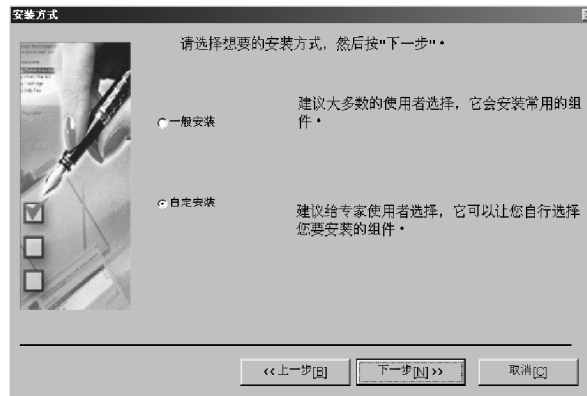 安装方式
请选择想要的安装方式，然后按"下一步"·
一般安装
建议大多数的使用者选择，它会安装常用的组
件·
自定安装
建议给专家使用者选择，它可以让您自行选择
您要安装的组件·
‹‹上一步[B]
下一步[N]››
取消[C]